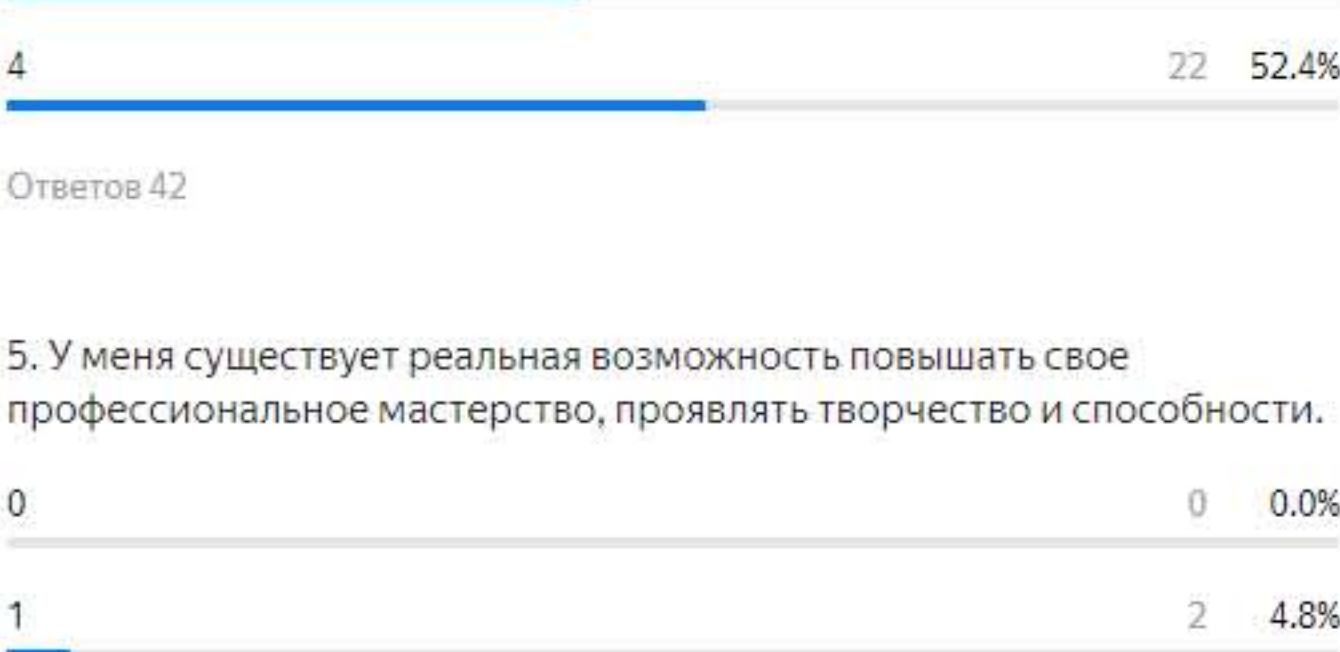 4 22 52.4%
Ответов 42
5. У меня существует реальная возможность повышать свое
профессиональное мастерство, проявлять творчество и способности.
0 0 0.0%
1 2 4.8%